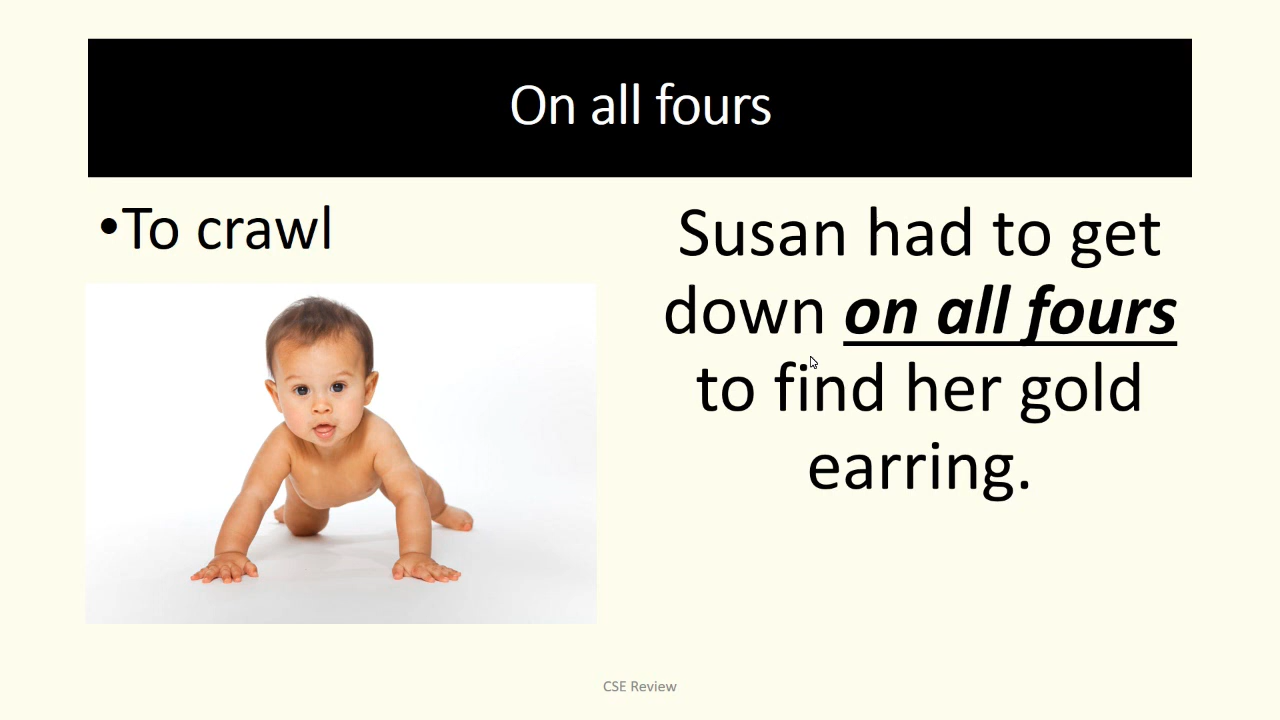 On all fours
•To crawl
Susan had to get
down on all fours
to find her gold
earring.
CSE Review